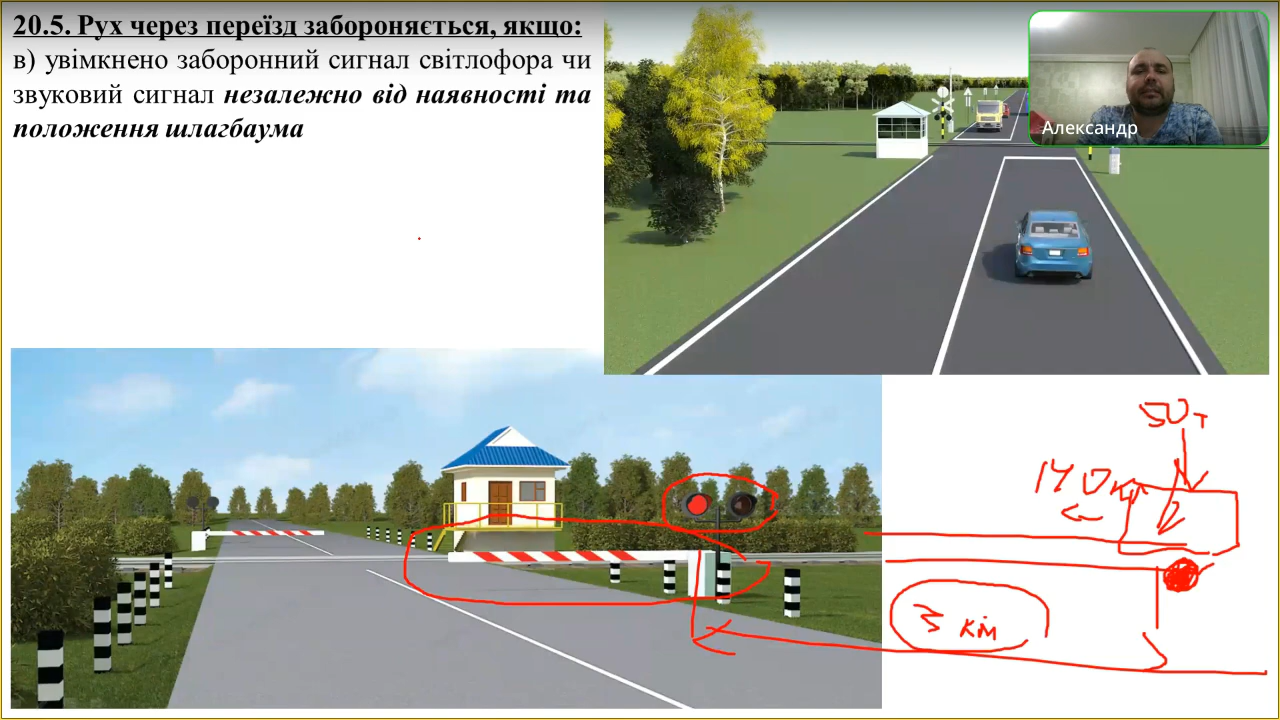 20.5. Рух через переїзд забороняється, якщо:
в) увімкнено заборонний сигнал світлофора чи
звуковий сигнал незалежно від наявності та
положення шлагбаума
Александр
50т
140
3 км